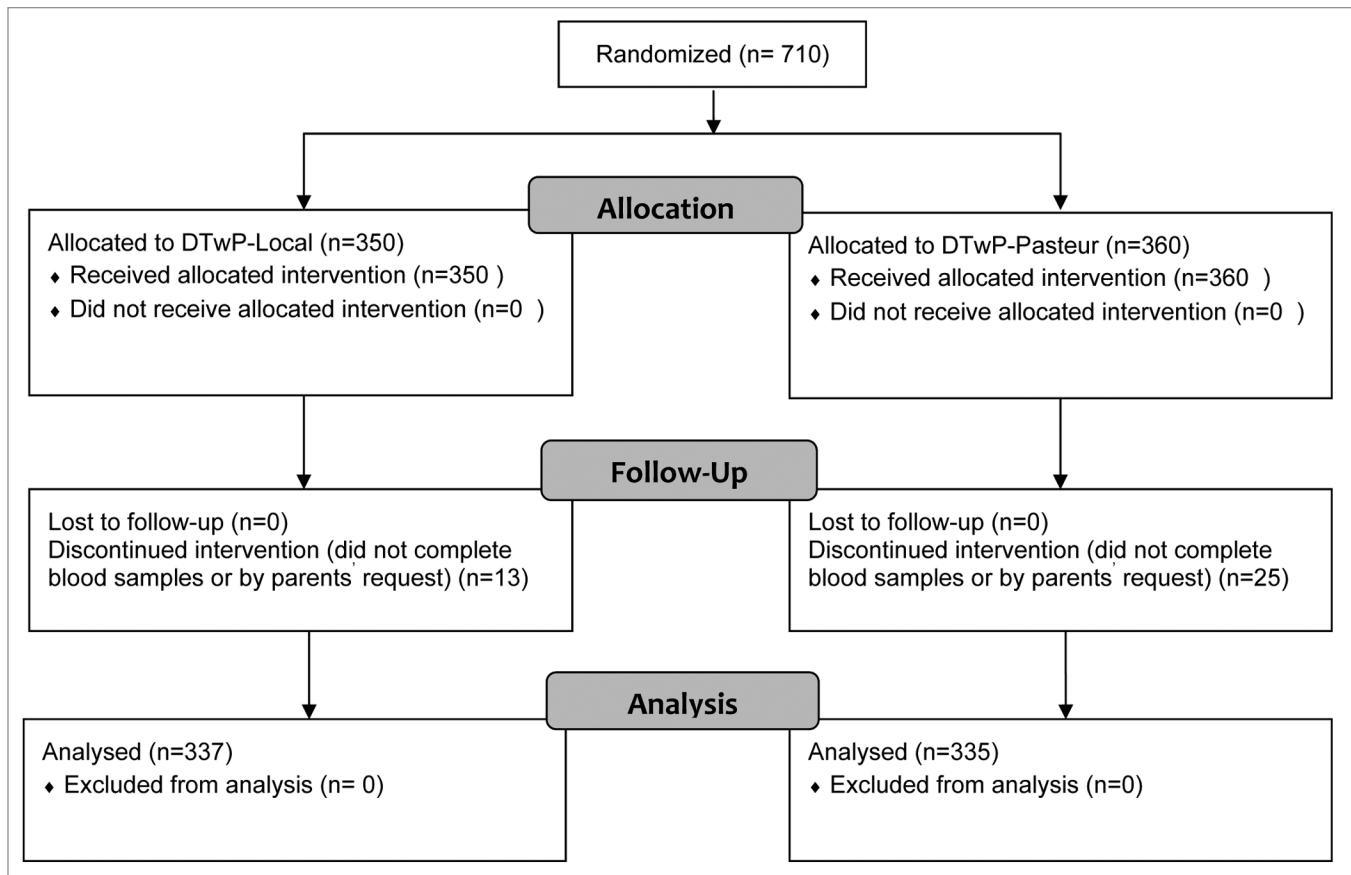 Randomized (n= 710)
Allocation
Allocated to DTwP-Local (n=350)
♦ Received allocated intervention (n=350 )
♦ Did not receive allocated intervention (n=0 )
Allocated to DTwP-Pasteur (n=360)
♦ Received allocated intervention (n=360 )
♦ Did not receive allocated intervention (n=0 )
Follow-Up
Lost to follow-up (n=0)
Discontinued intervention (did not complete
blood samples or by parents’ request) (n=13)
Lost to follow-up (n=0)
Discontinued intervention (did not complete
blood samples or by parents’ request) (n=25)
Analysis
Analysed (n=337)
♦ Excluded from analysis (n= 0)
Analysed (n=335)
♦ Excluded from analysis (n=0)